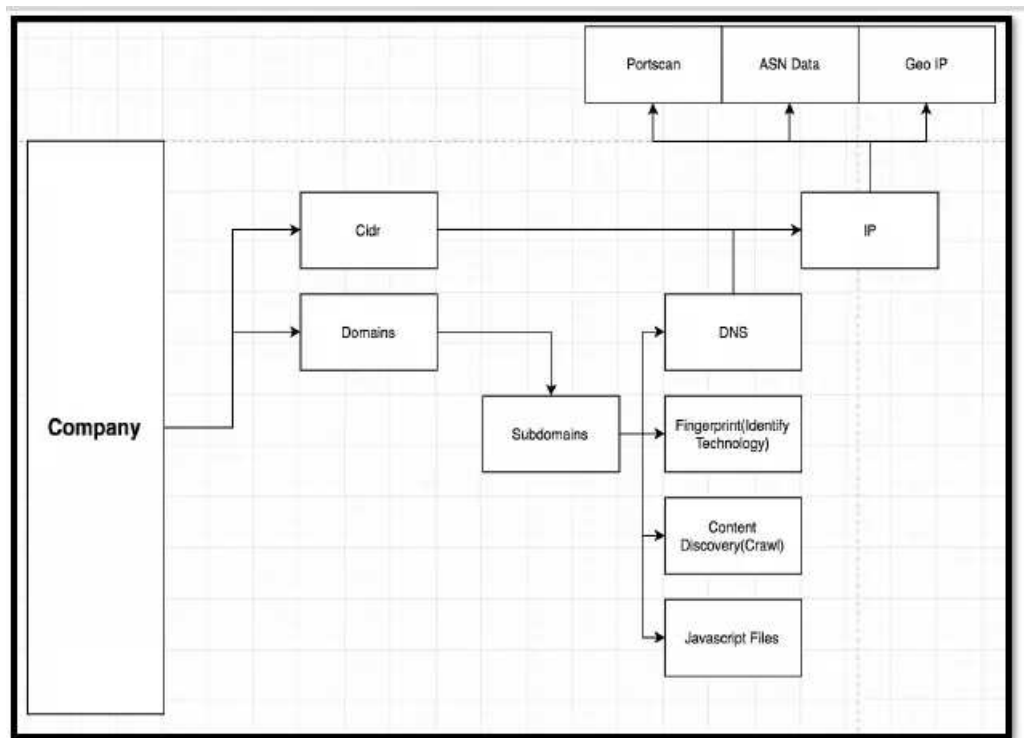 Portscan
ASN Data
Geo IP
Cidr
IP
Domains
DNS
Company
Subdomains
Fingerprint(Identify
Technology)
Content
Discovery(Crawl)
Javascript Files